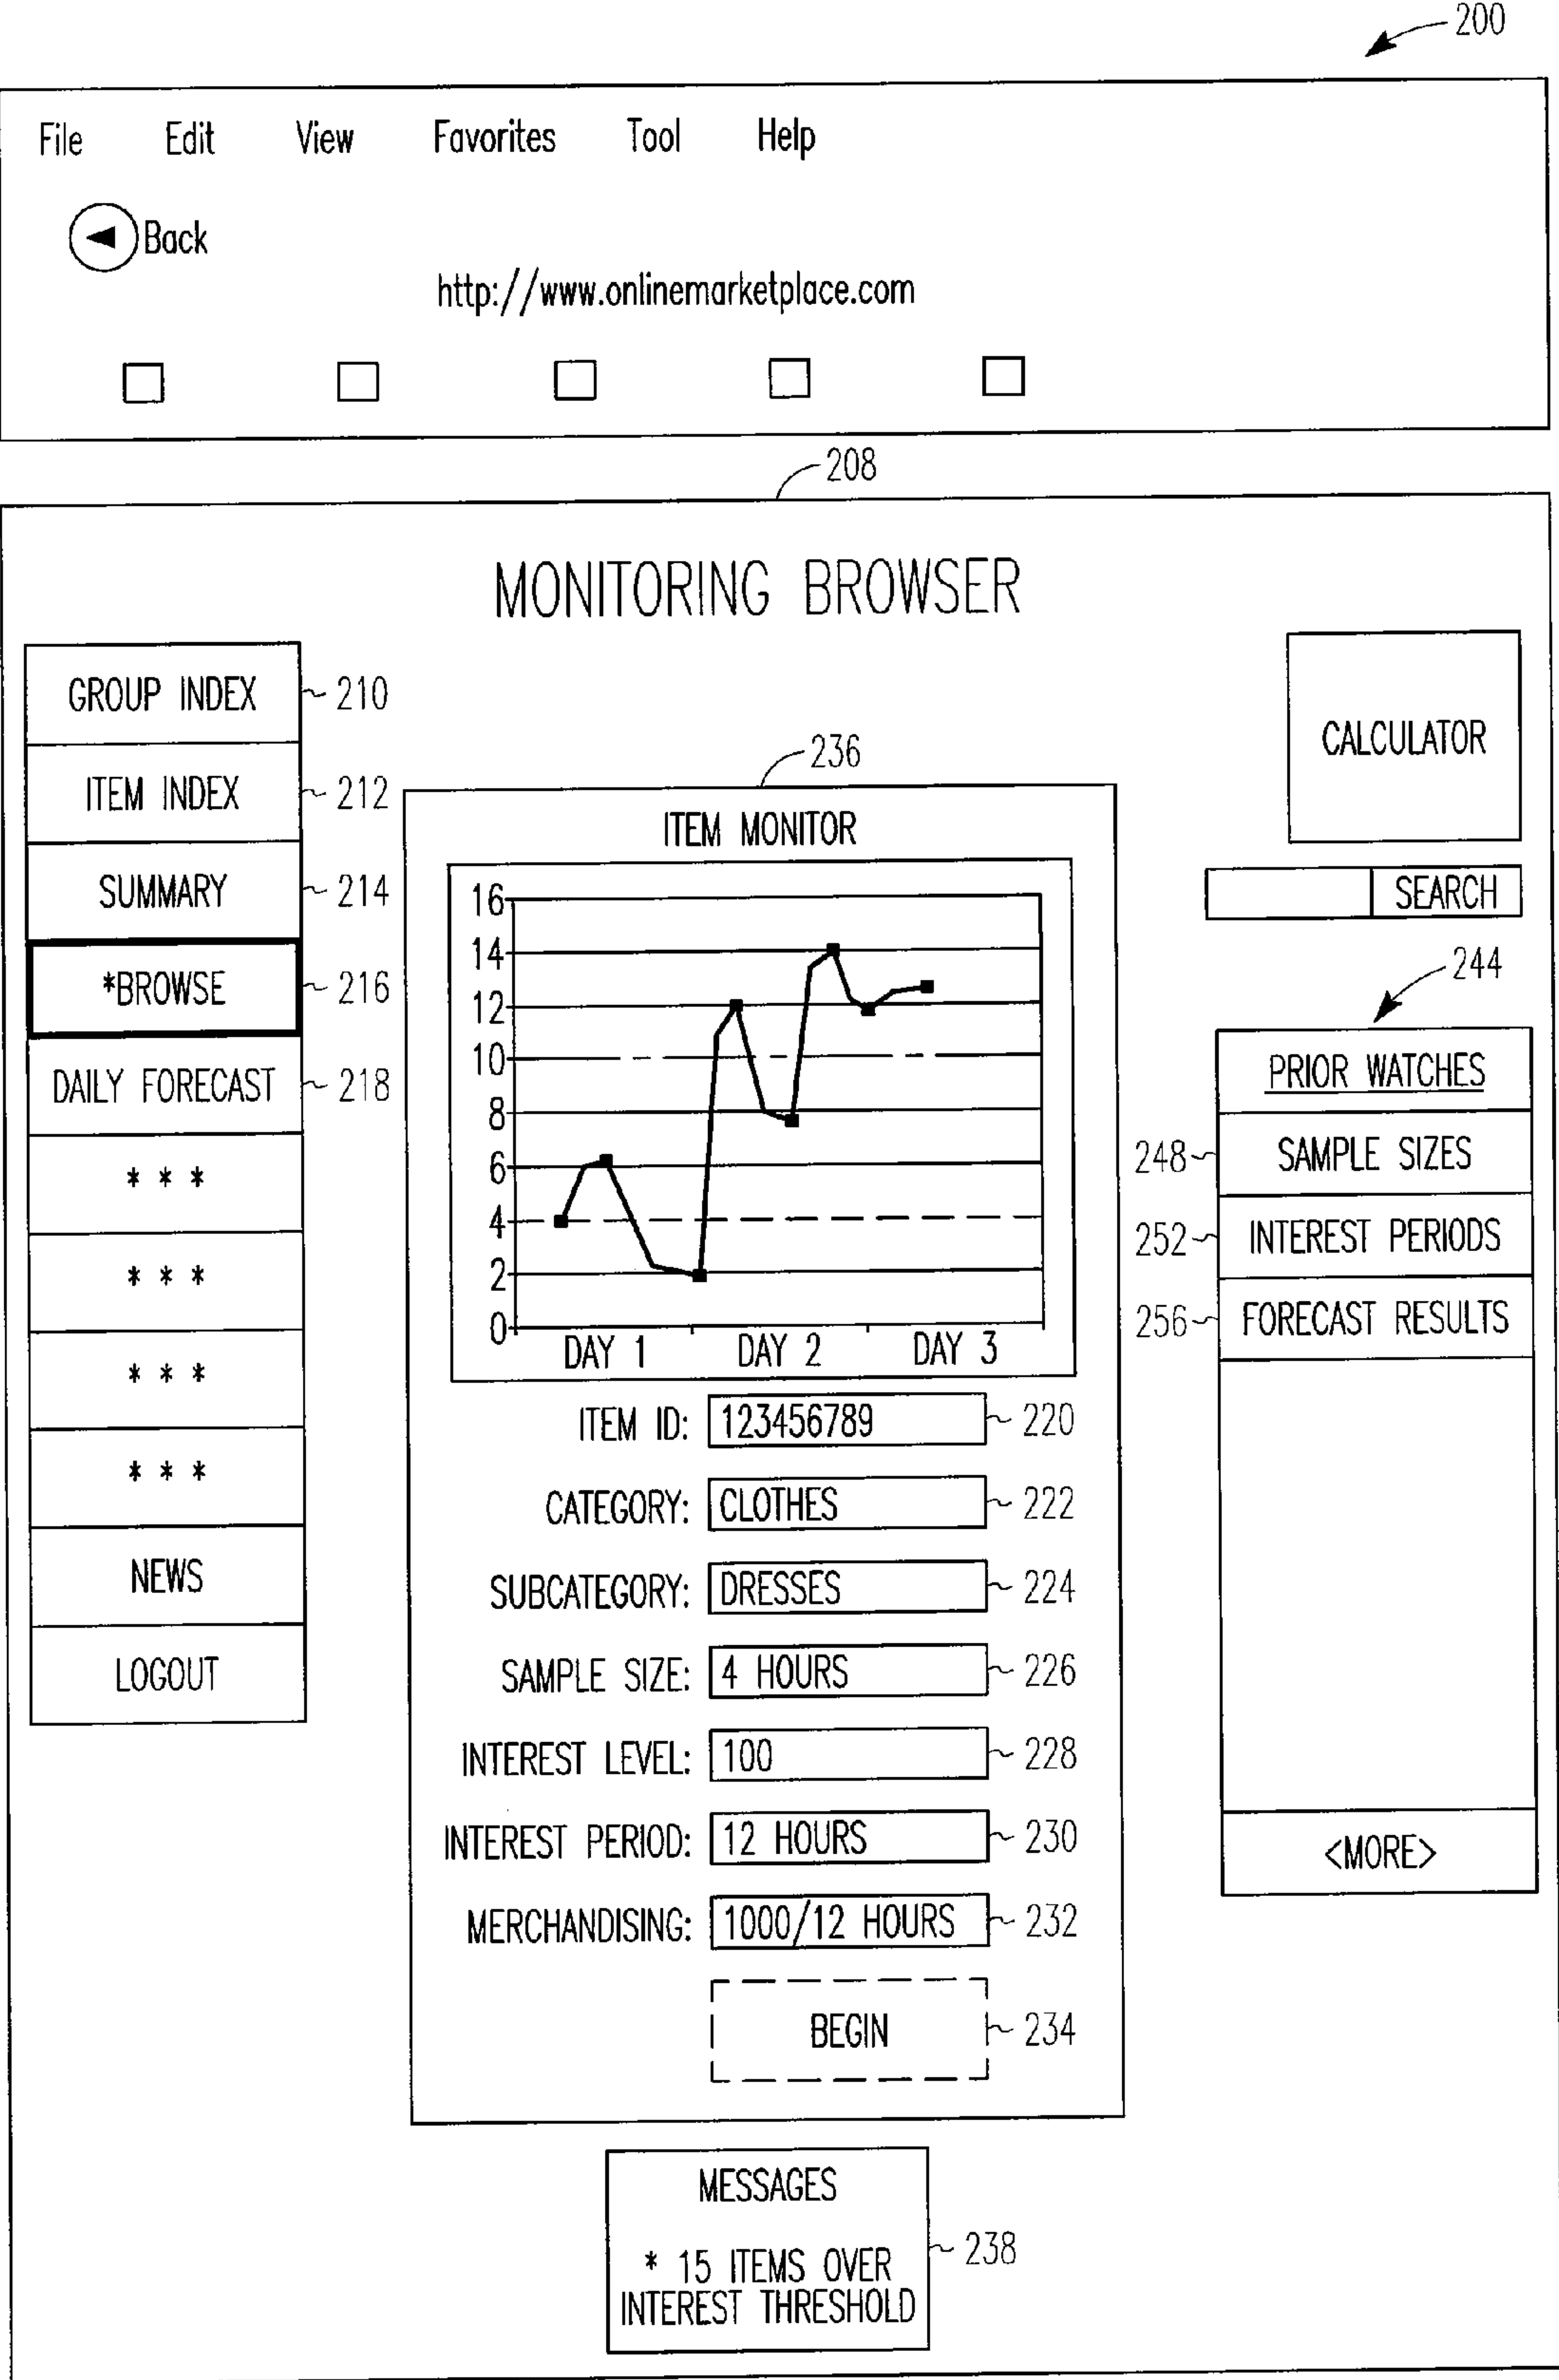 200
File Edit View Favorites Tool Help
Back
http://www.onlinemarketplace.com
208
MONITORING BROWSER
GROUP INDEX 210
ITEM INDEX 212
SUMMARY 214
*BROWSE 216
DAILY FORECAST 218
* * *
* * *
* * *
* * *
NEWS
LOGOUT
236
ITEM MONITOR
16
14
12
10
8
6
4
2
0
DAY 1 DAY 2 DAY 3
ITEM ID: 123456789 220
CATEGORY: CLOTHES 222
SUBCATEGORY: DRESSES 224
SAMPLE SIZE: 4 HOURS 226
INTEREST LEVEL: 100 228
INTEREST PERIOD: 12 HOURS 230
MERCHANDISING: 1000/12 HOURS 232
BEGIN 234
CALCULATOR
SEARCH
244
PRIOR WATCHES
248 SAMPLE SIZES
252 INTEREST PERIODS
256 FORECAST RESULTS
<MORE>
MESSAGES
* 15 ITEMS OVER
INTEREST THRESHOLD
238